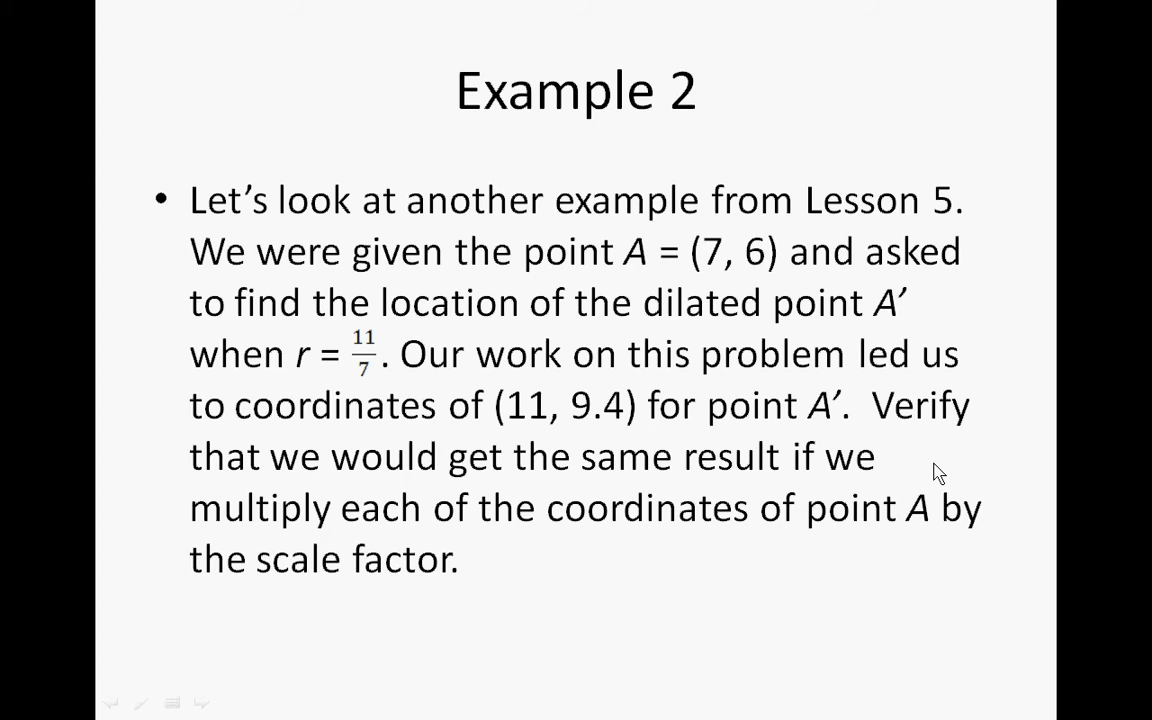 Example 2
• Let’s look at another example from Lesson 5.
We were given the point A = (7, 6) and asked
to find the location of the dilated point A’
when r = 11/7. Our work on this problem led us
to coordinates of (11, 9.4) for point A’.  Verify
that we would get the same result if we
multiply each of the coordinates of point A by
the scale factor.